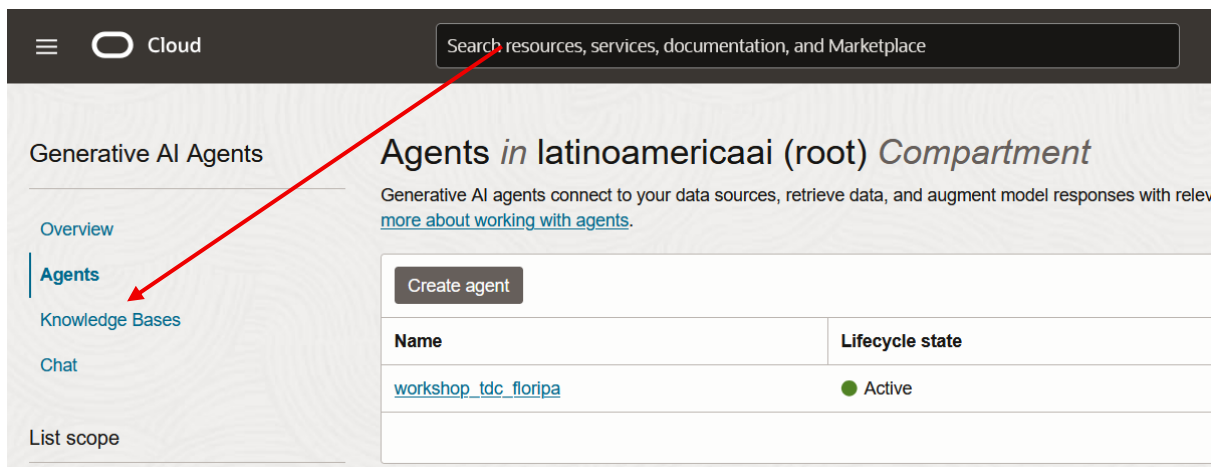 Cloud
Search resources, services, documentation, and Marketplace
Generative AI Agents
Overview
Agents
Knowledge Bases
Chat
List scope
Agents in latinoamericaai (root) Compartment
Generative AI agents connect to your data sources, retrieve data, and augment model responses with relev
more about working with agents.
Create agent
Name
Lifecycle state
workshop_tdc_floripa
Active